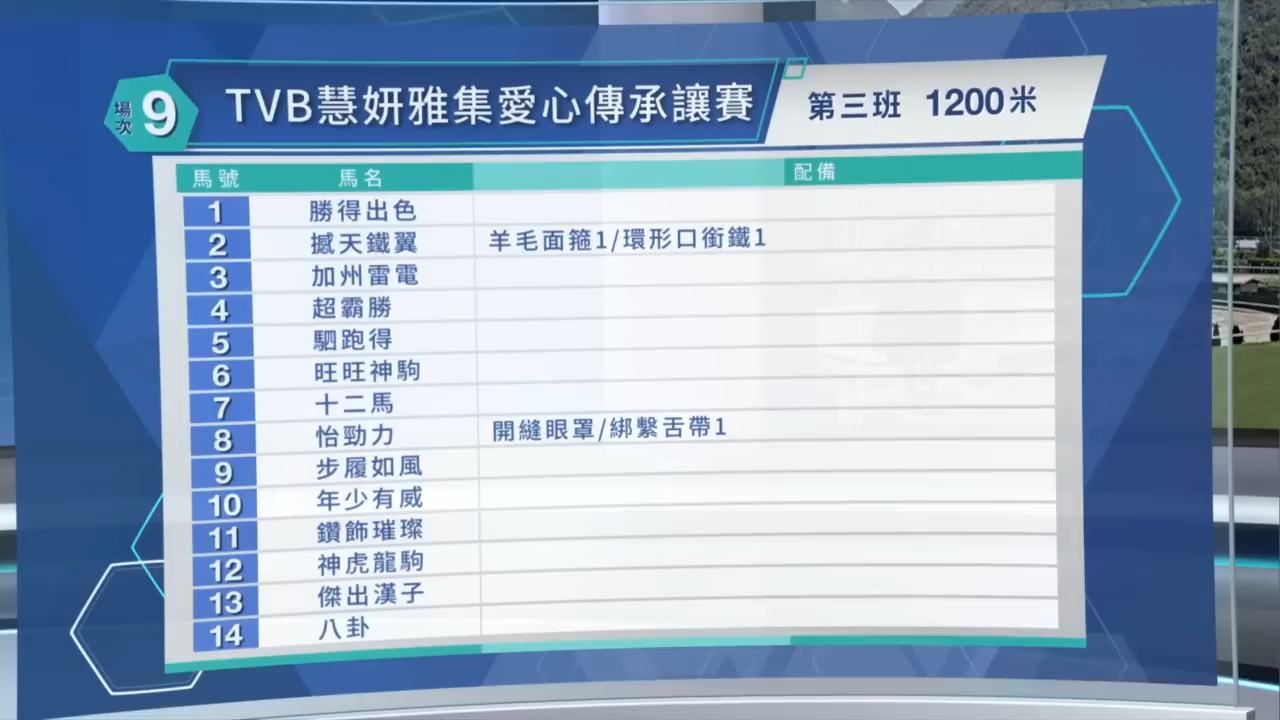 場次 9 TVB慧妍雅集愛心傳承讓賽 第三班 1200米
馬號 馬名 配備
1 勝得出色
2 撼天鐵翼 羊毛面箍1/環形口銜鐵1
3 加州雷電
4 超霸勝
5 駟跑得
6 旺旺神駒
7 十二馬
8 怡勁力 開縫眼罩/綁繫舌帶1
9 步履如風
10 年少有威
11 鑽飾璀璨
12 神虎龍駒
13 傑出漢子
14 八卦